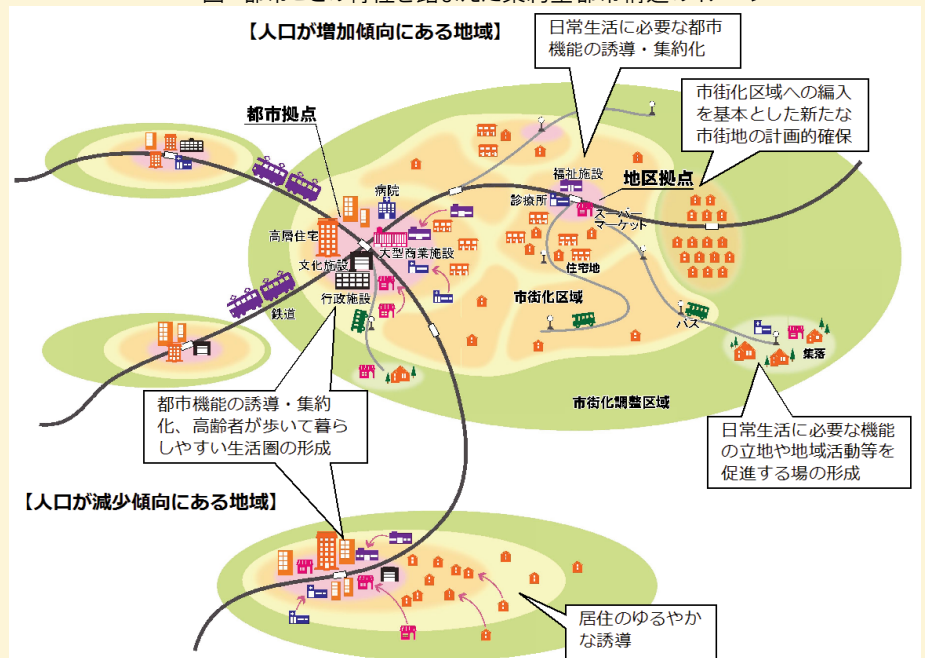 【人口が増加傾向にある地域】
日常生活に必要な都市
機能の誘導・集約化
市街化区域への編入
を基本とした新たな
市街地の計画的確保
都市拠点
福祉施設
地区拠点
病院
診療所
スーパー
マーケット
高層住宅
大型商業施設
文化施設
住宅地
行政施設
市街化区域
鉄道
バス
集落
市街化調整区域
都市機能の誘導・集約
化、高齢者が歩いて暮ら
しやすい生活圏の形成
日常生活に必要な機能
の立地や地域活動等を
促進する場の形成
【人口が減少傾向にある地域】
居住のゆるやか
な誘導